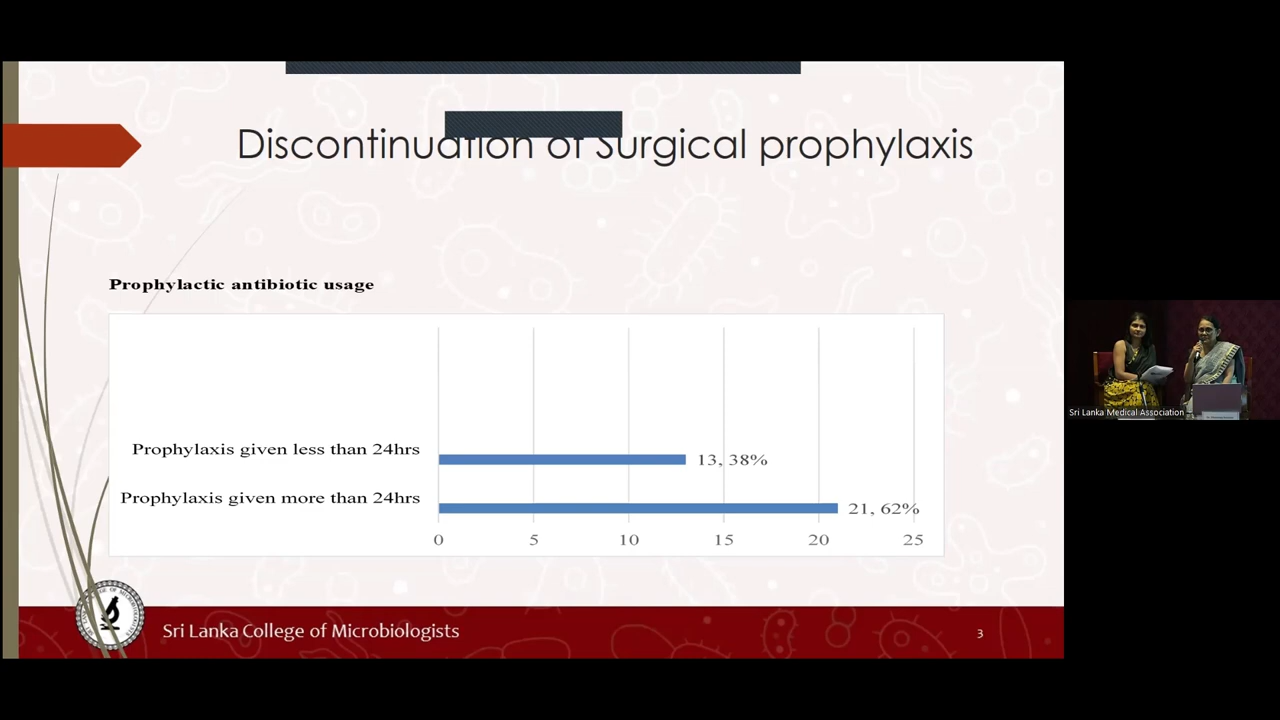 Discontinuation of Surgical prophylaxis
Prophylactic antibiotic usage
Prophylaxis given less than 24hrs
13, 38%
Prophylaxis given more than 24hrs
21, 62%
0 5 10 15 20 25
Sri Lanka College of Microbiologists
3
Sri Lanka Medical Association